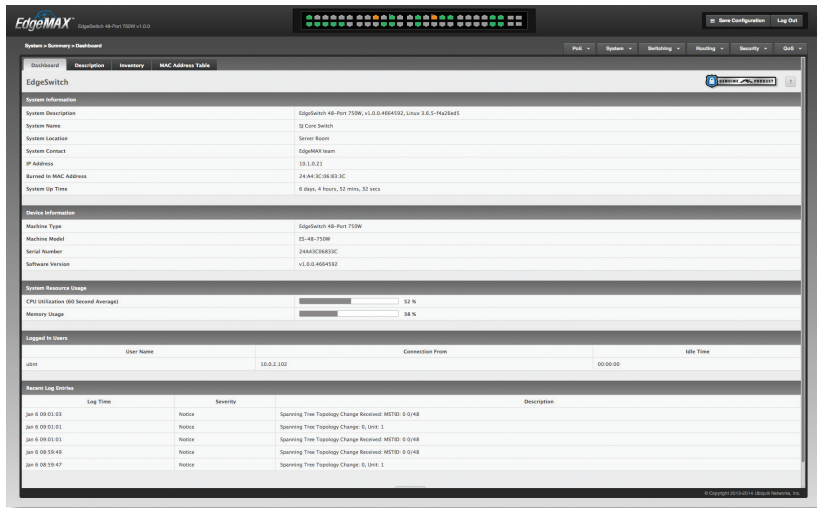 EdgeMAX EdgeSwitch 48-Port 750W v1.0.0
Save Configuration Log Out
System > Summary > Dashboard
PoE System Switching Routing Security QoS
Dashboard Description Inventory MAC Address Table
EdgeSwitch
GENUINE PRODUCT ?
System Information
System Description EdgeSwitch 48-Port 750W, v1.0.0.4664592, Linux 3.6.5-f4a26ed5
System Name SJ Core Switch
System Location Server Room
System Contact EdgeMAX team
IP Address 10.1.0.21
Burned In MAC Address 24:A4:3C:06:83:3C
System Up Time 6 days, 4 hours, 52 mins, 32 secs
Device Information
Machine Type EdgeSwitch 48-Port 750W
Machine Model ES-48-750W
Serial Number 24A43C06833C
Software Version v1.0.0.4664592
System Resource Usage
CPU Utilization (60 Second Average) 52 %
Memory Usage 38 %
Logged In Users
User Name Connection From Idle Time
ubnt 10.0.2.102 00:00:00
Recent Log Entries
Log Time Severity Description
Jan 6 09:01:03 Notice Spanning Tree Topology Change Received: MSTID: 0 0/48
Jan 6 09:01:01 Notice Spanning Tree Topology Change: 0, Unit: 1
Jan 6 09:01:01 Notice Spanning Tree Topology Change Received: MSTID: 0 0/48
Jan 6 08:59:49 Notice Spanning Tree Topology Change Received: MSTID: 0 0/48
Jan 6 08:59:47 Notice Spanning Tree Topology Change: 0, Unit: 1
© Copyright 2013-2014 Ubiquiti Networks, Inc.